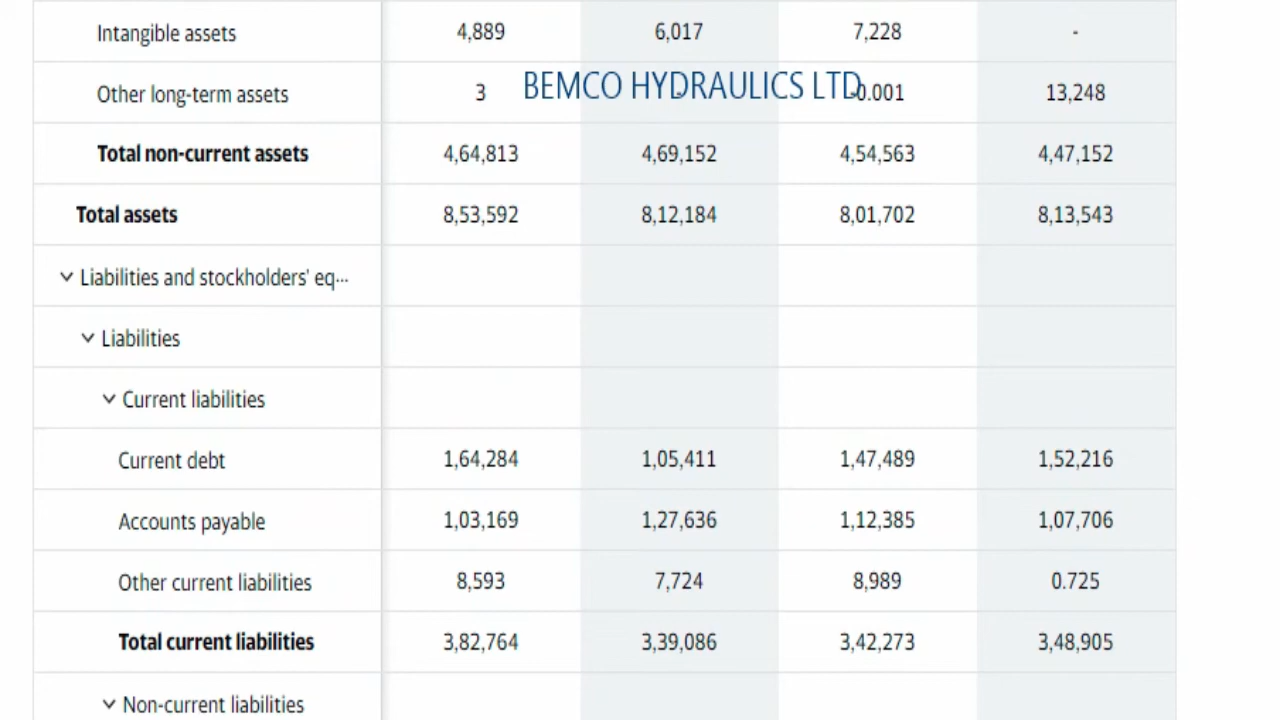 Intangible assets 4,889 6,017 7,228 -
BEMCO HYDRAULICS LTD
Other long-term assets 3 - -0.001 13,248
Total non-current assets 4,64,813 4,69,152 4,54,563 4,47,152
Total assets 8,53,592 8,12,184 8,01,702 8,13,543
Liabilities and stockholders' eq...
Liabilities
Current liabilities
Current debt 1,64,284 1,05,411 1,47,489 1,52,216
Accounts payable 1,03,169 1,27,636 1,12,385 1,07,706
Other current liabilities 8,593 7,724 8,989 0.725
Total current liabilities 3,82,764 3,39,086 3,42,273 3,48,905
Non-current liabilities